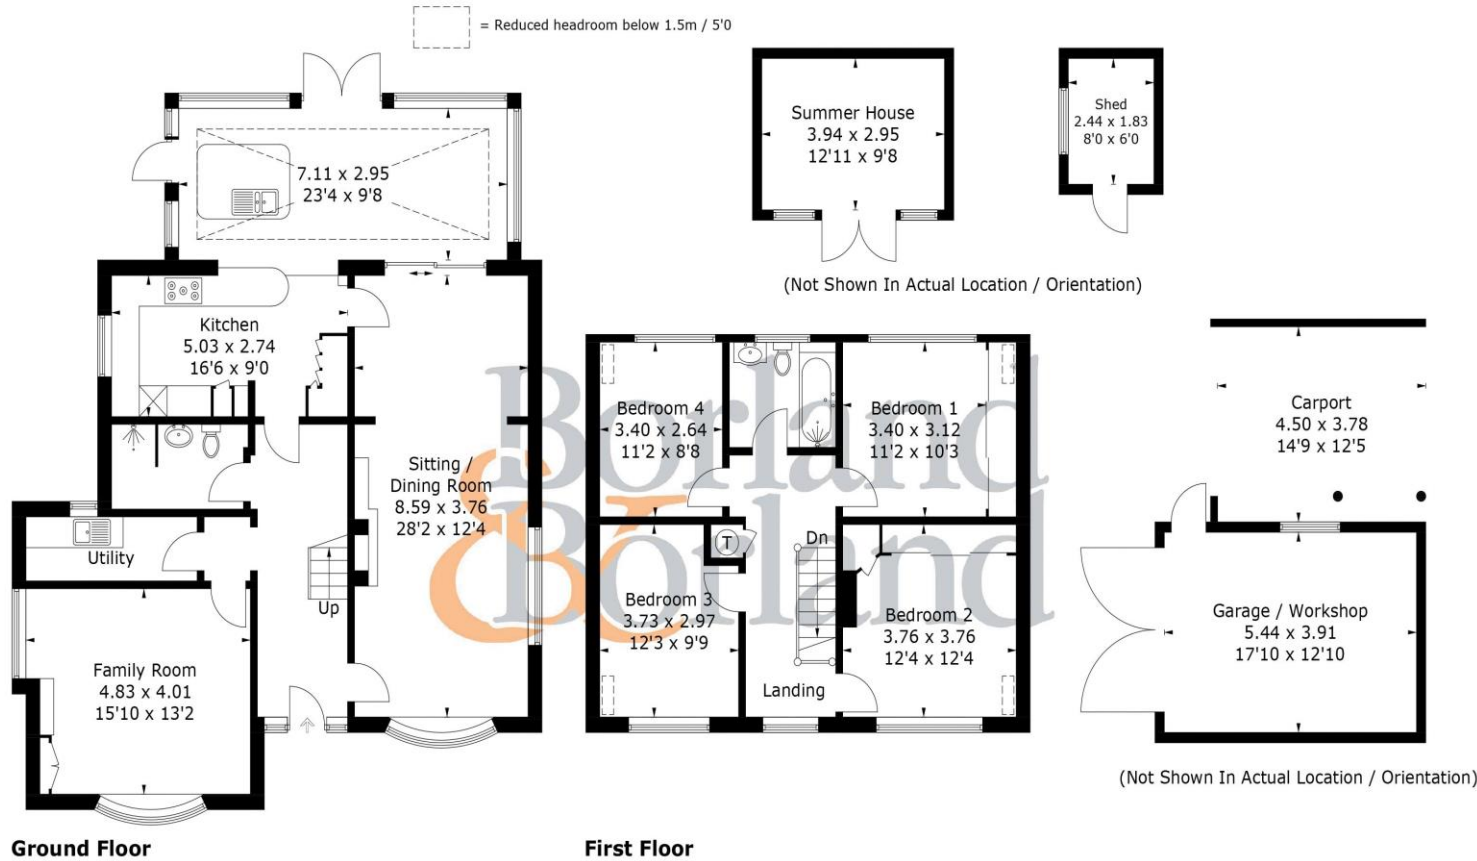 = Reduced headroom below 1.5m / 5'0
7.11 x 2.95
23'4 x 9'8
Summer House
3.94 x 2.95
12'11 x 9'8
Shed
2.44 x 1.83
8'0 x 6'0
(Not Shown In Actual Location / Orientation)
Kitchen
5.03 x 2.74
16'6 x 9'0
Sitting /
Dining Room
8.59 x 3.76
28'2 x 12'4
Utility
Up
Family Room
4.83 x 4.01
15'10 x 13'2
Ground Floor
Borland
&
Borland
Bedroom 4
3.40 x 2.64
11'2 x 8'8
Bedroom 1
3.40 x 3.12
11'2 x 10'3
T
Dn
Bedroom 3
3.73 x 2.97
12'3 x 9'9
Bedroom 2
3.76 x 3.76
12'4 x 12'4
Landing
First Floor
Carport
4.50 x 3.78
14'9 x 12'5
Garage / Workshop
5.44 x 3.91
17'10 x 12'10
(Not Shown In Actual Location / Orientation)